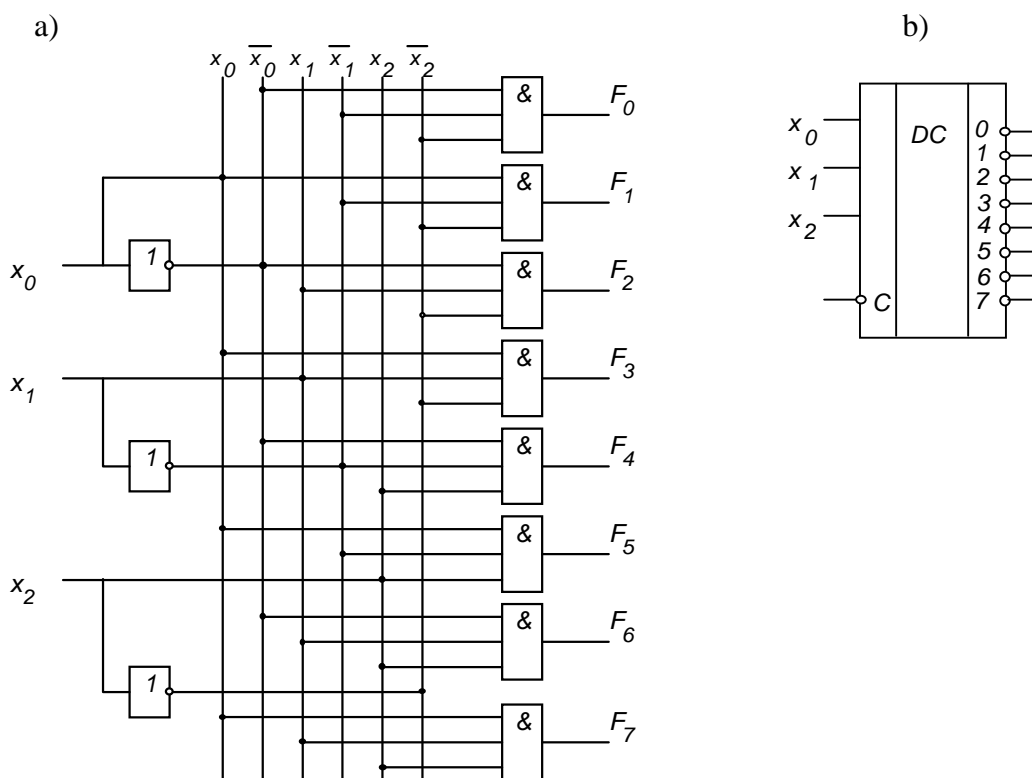 a)
b)
x₀ x̅₀ x₁ x̅₁ x₂ x̅₂
& F₀
& F₁
x₀ 1
& F₂
x₁
& F₃
1
& F₄
& F₅
x₂
& F₆
1
& F₇
x₀ DC 0
1
x₁ 2
3
x₂ 4
5
6
C 7